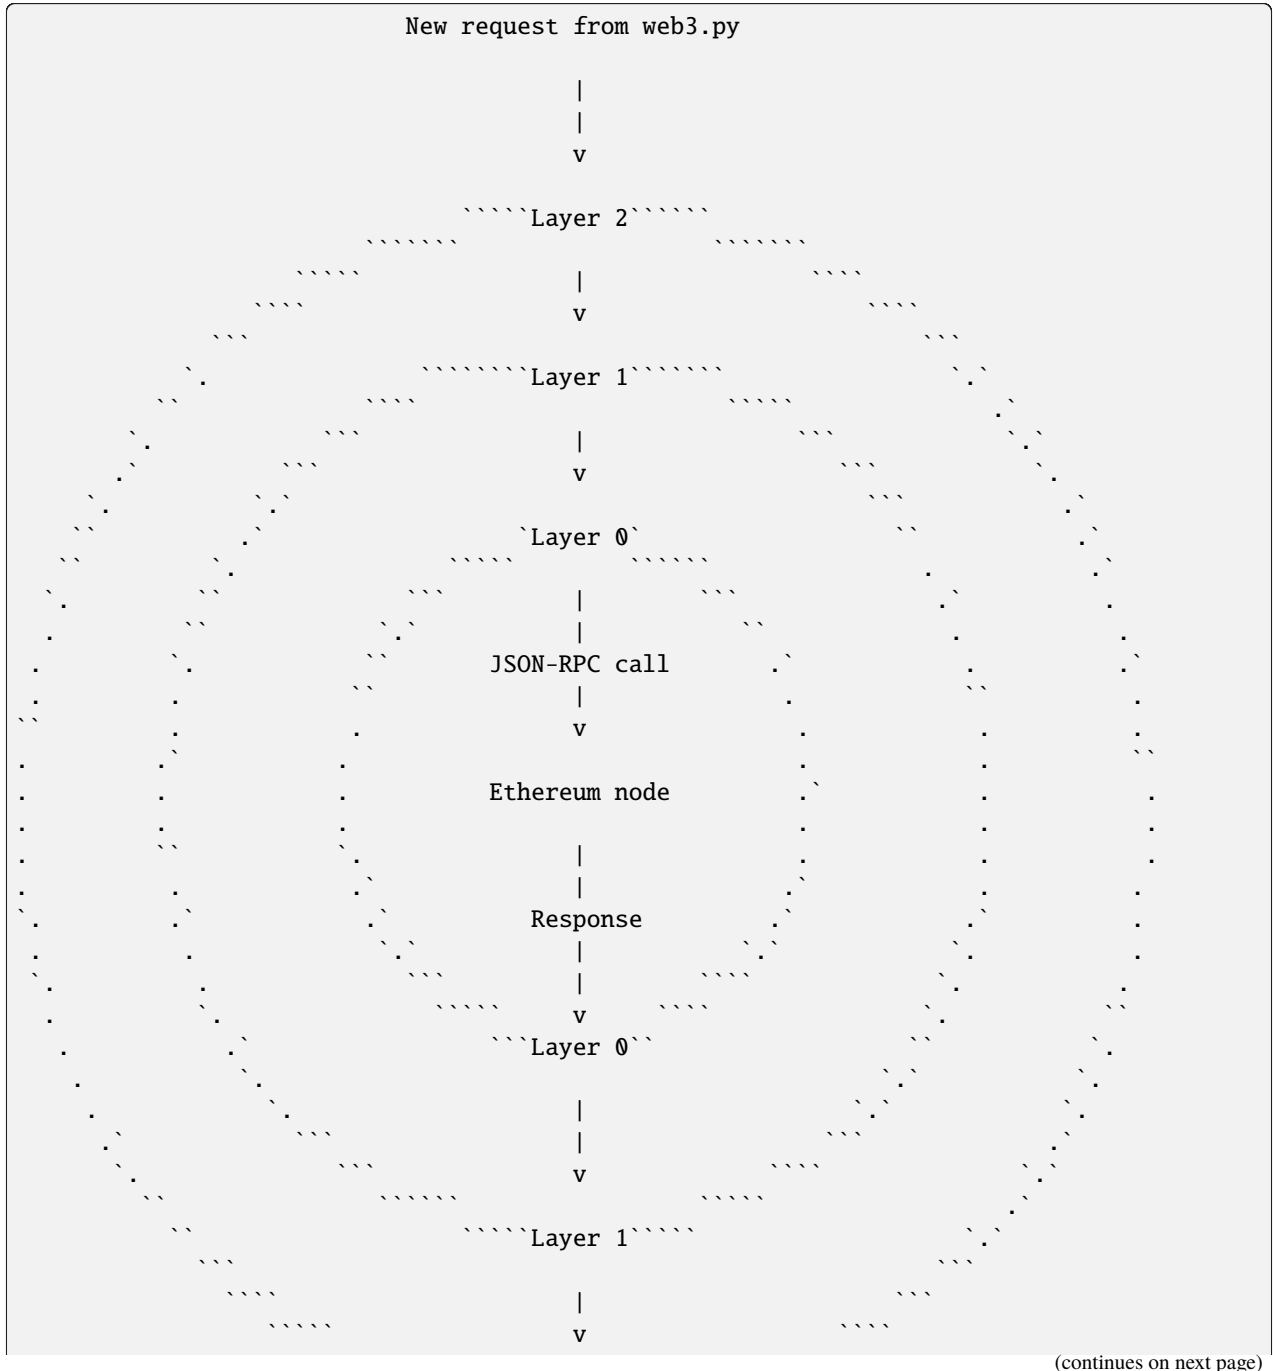 New request from web3.py
|
|
v
`````Layer 2``````
|
v
````````Layer 1```````
|
v
`Layer 0`
|
|
JSON-RPC call
|
v
Ethereum node
|
|
Response
|
|
v
```Layer 0``
|
|
v
`````Layer 1`````
|
v
(continues on next page)